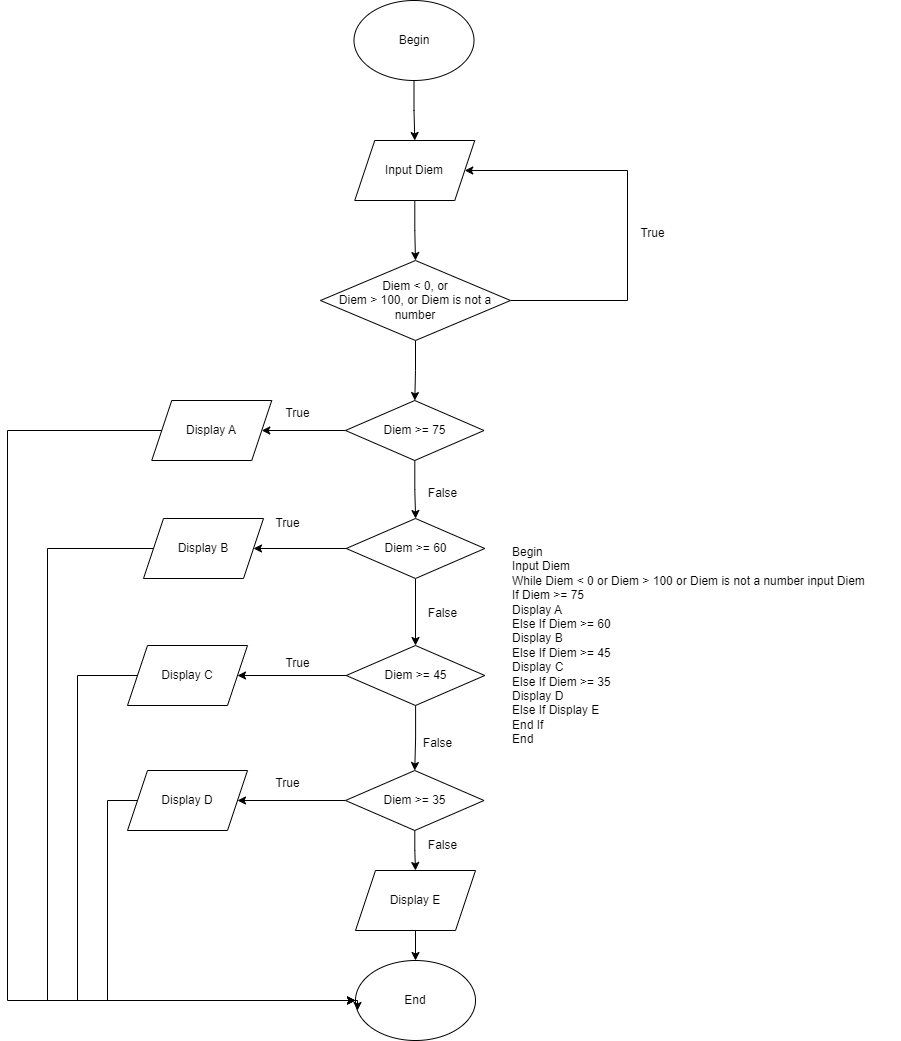 Begin
Input Diem
True
Diem < 0, or
Diem > 100, or Diem is not a
number
Display A
True
Diem >= 75
False
Display B
True
Diem >= 60
False
Display C
True
Diem >= 45
False
Display D
True
Diem >= 35
False
Display E
End
Begin
Input Diem
While Diem < 0 or Diem > 100 or Diem is not a number input Diem
If Diem >= 75
Display A
Else If Diem >= 60
Display B
Else If Diem >= 45
Display C
Else If Diem >= 35
Display D
Else If Display E
End If
End